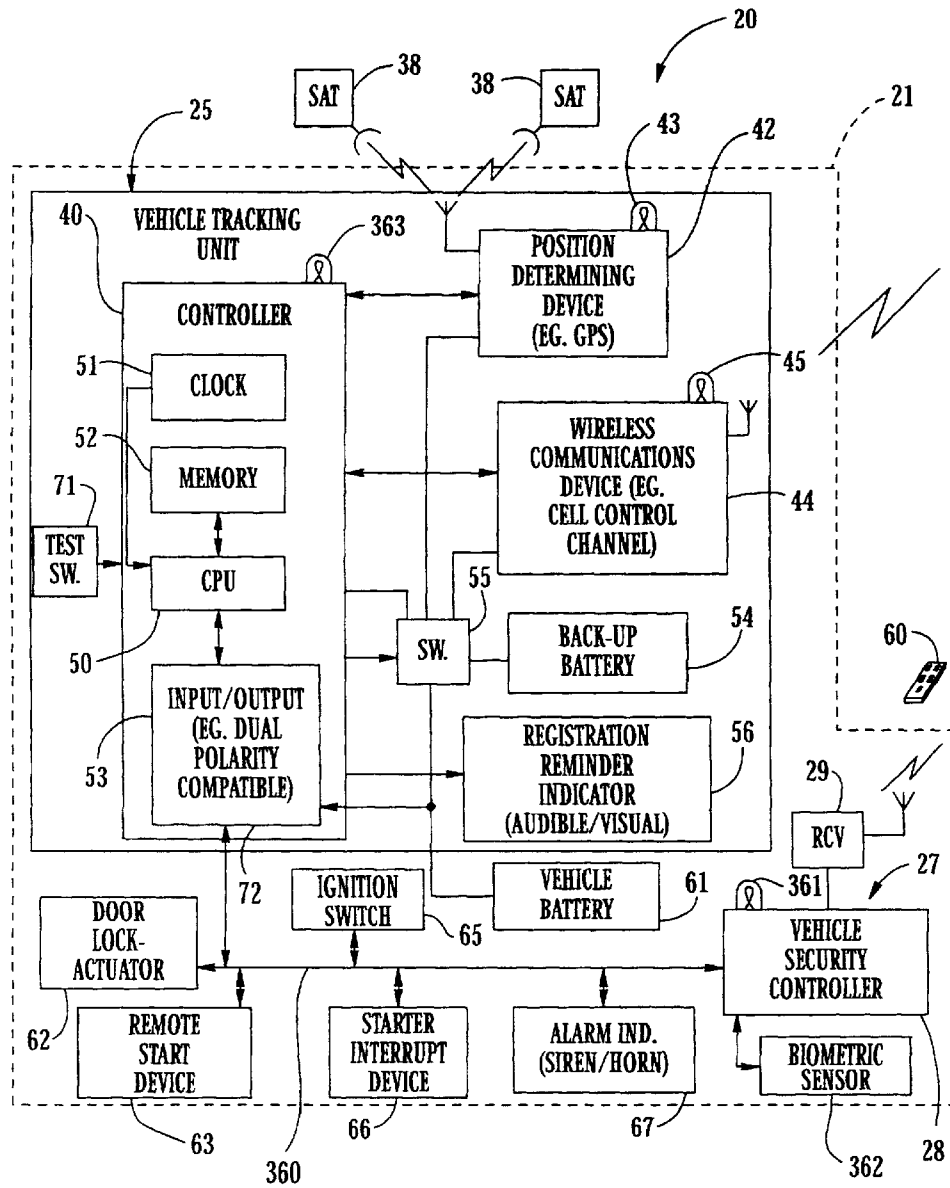 20
38
SAT
38
SAT
21
25
43
42
VEHICLE TRACKING
UNIT
40
363
POSITION
DETERMINING
DEVICE
(EG. GPS)
CONTROLLER
51
CLOCK
45
52
MEMORY
WIRELESS
COMMUNICATIONS
DEVICE (EG.
CELL CONTROL
CHANNEL)
44
71
TEST
SW.
CPU
50
55
SW.
BACK-UP
BATTERY
54
60
INPUT/OUTPUT
(EG. DUAL
POLARITY
COMPATIBLE)
53
REGISTRATION
REMINDER
INDICATOR
(AUDIBLE/VISUAL)
56
29
RCV
72
IGNITION
SWITCH
65
VEHICLE
BATTERY
61
361
27
DOOR
LOCK-
ACTUATOR
62
VEHICLE
SECURITY
CONTROLLER
REMOTE
START
DEVICE
63
STARTER
INTERRUPT
DEVICE
66
ALARM IND.
(SIREN/HORN)
67
BIOMETRIC
SENSOR
360
362
28